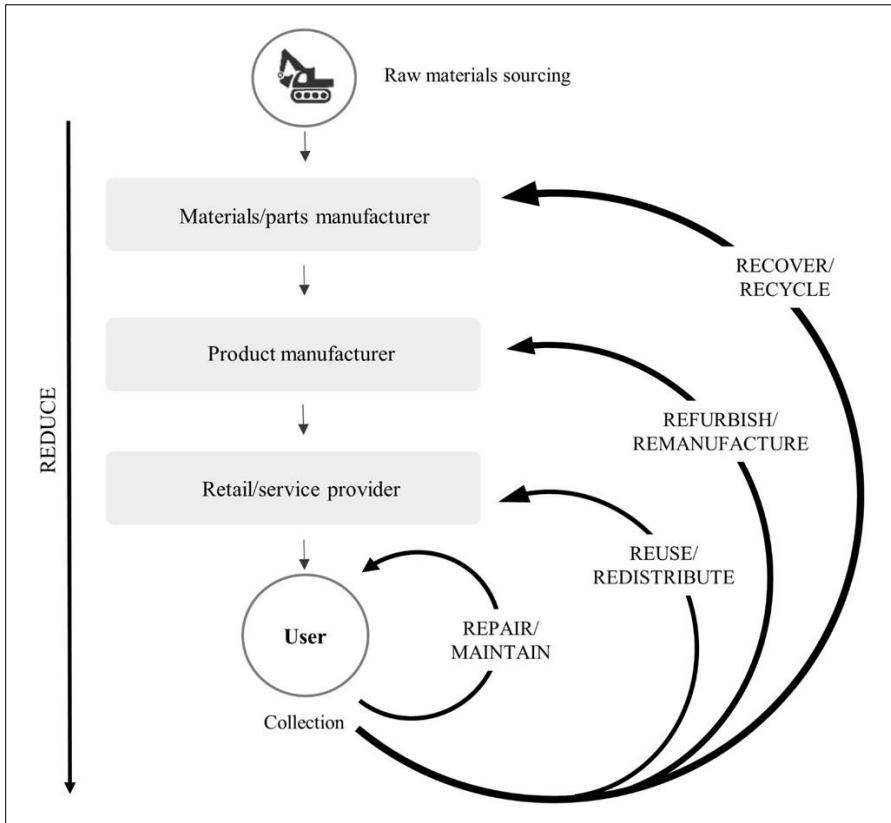 Raw materials sourcing
Materials/parts manufacturer
RECOVER/
RECYCLE
Product manufacturer
REDUCE
REFURBISH/
REMANUFACTURE
Retail/service provider
REUSE/
REDISTRIBUTE
User
REPAIR/
MAINTAIN
Collection